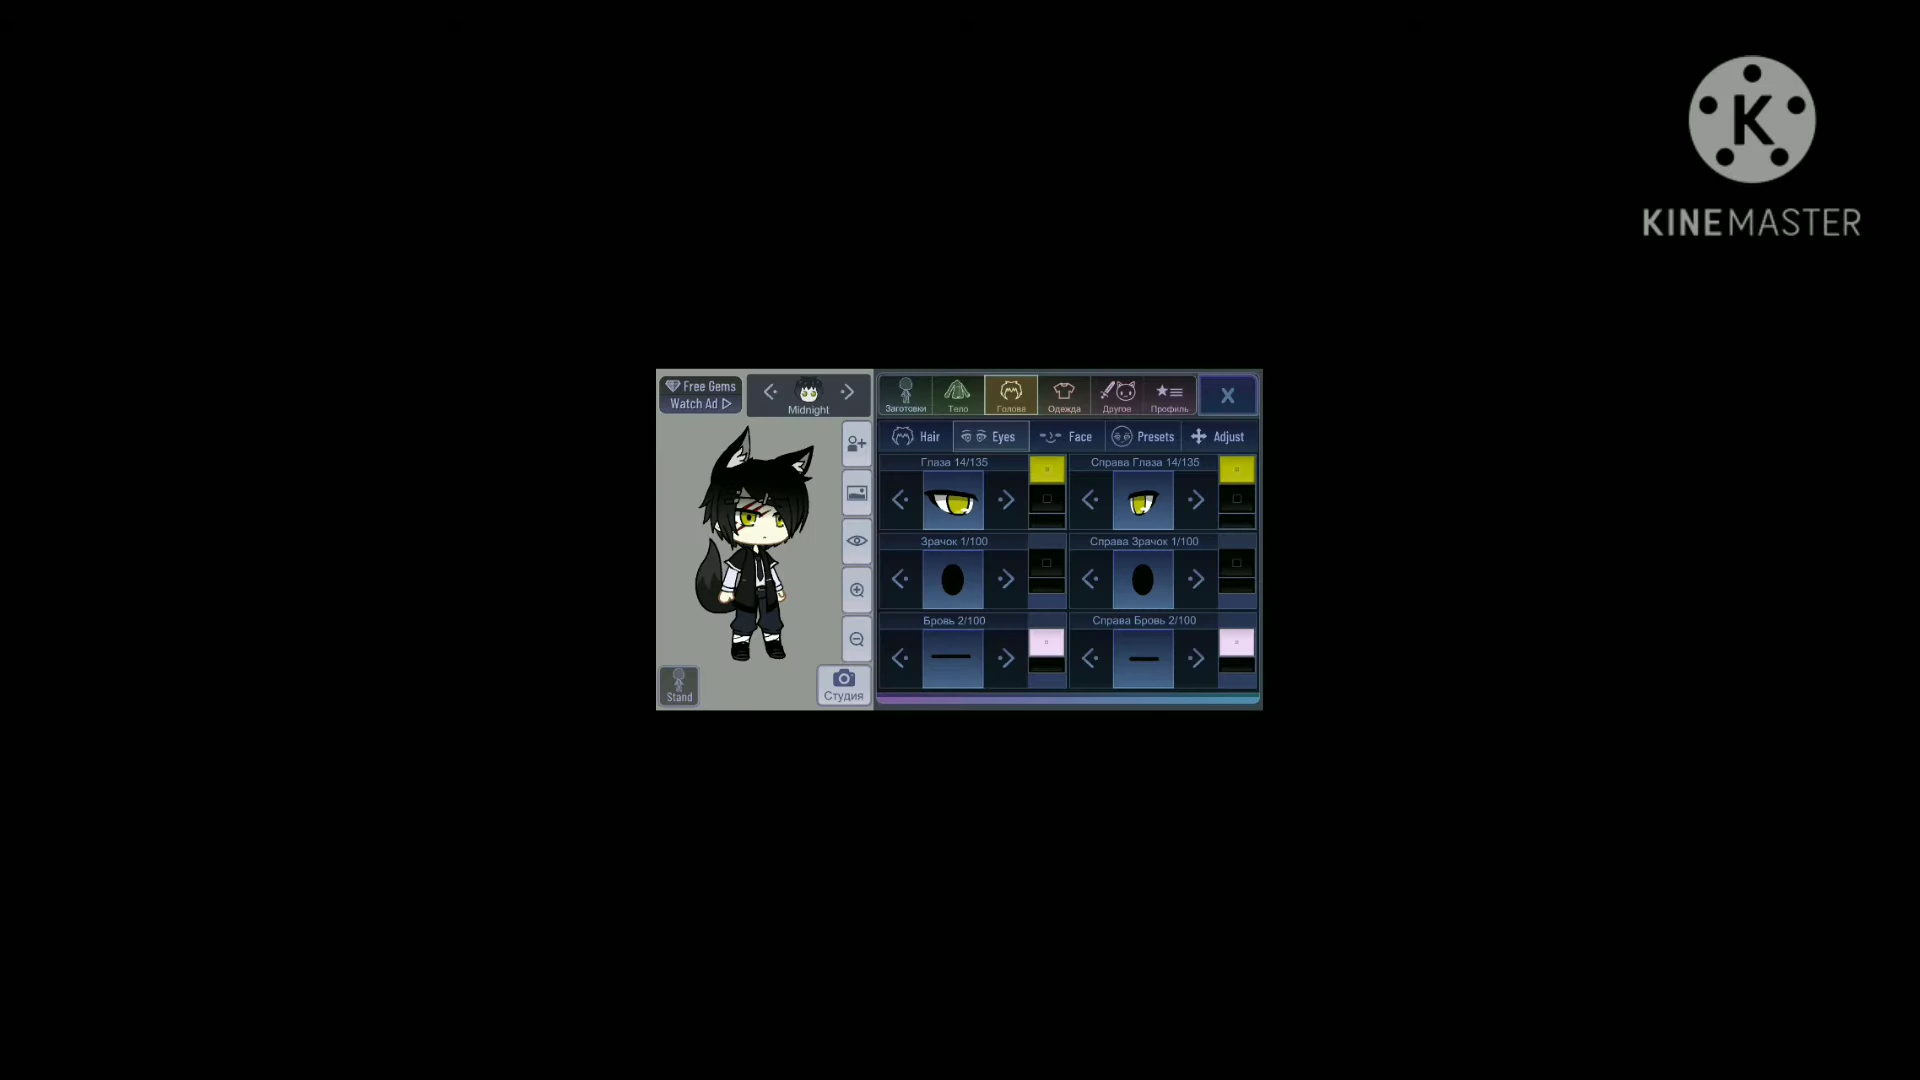 K
KINEMASTER
Free Gems
Watch Ad
Midnight
Заготовки
Тело
Голова
Одежда
Другое
Профиль
X
Hair
Eyes
Face
Presets
Adjust
Глаза 14/135
Справа Глаза 14/135
Зрачок 1/100
Справа Зрачок 1/100
Бровь 2/100
Справа Бровь 2/100
Stand
Студия